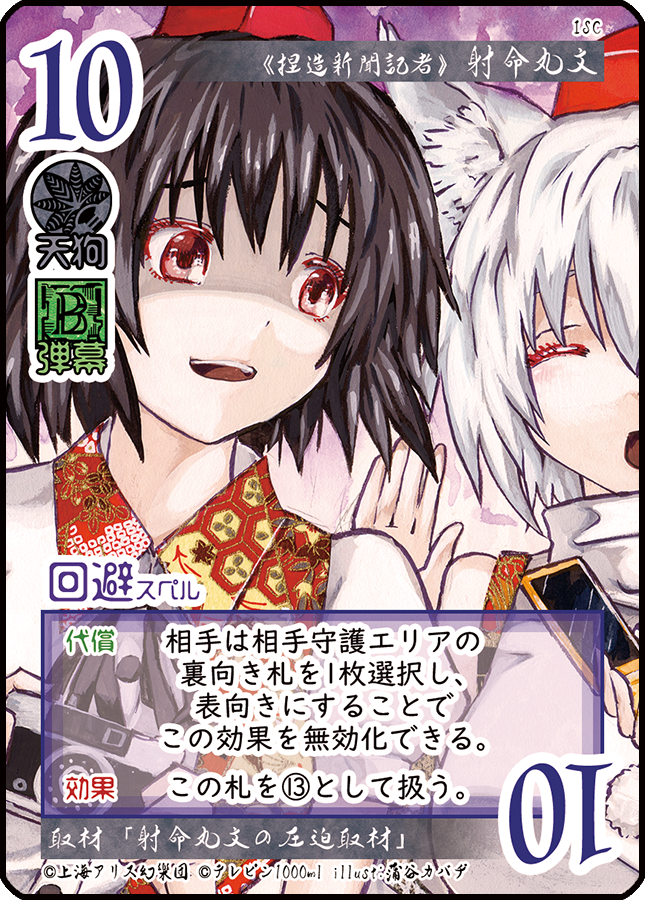 1SC
10
《捏造新聞記者》 射命丸文
天狗
B
弾幕
回避スペル
代償 相手は相手守護エリアの
裏向き札を1枚選択し、
表向きにすることで
この効果を無効化できる。
効果 この札を⑬として扱う。
10
取材「射命丸文の圧迫取材」
©上海アリス幻樂団 ©テレビン1000ml illust:蒲谷カバヂ